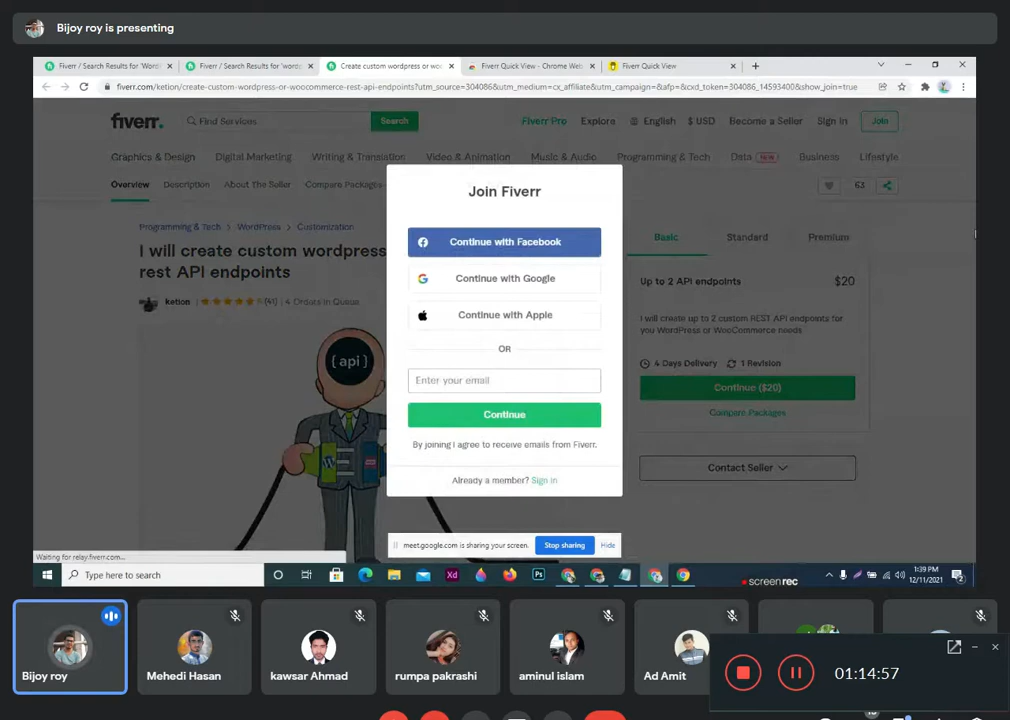 Bijoy roy is presenting
Fiverr / Search Results for 'Word
Fiverr / Search Results for 'wordp
Create custom wordpress or woo
Fiverr Quick View - Chrome Web
Fiverr Quick View
fiverr.com/ketion/create-custom-wordpress-or-woocommerce-rest-api-endpoints?utm_source=304086&utm_medium=cx_affiliate&utm_campaign=&afp=&cxd_token=304086_14593400&show_join=true
fiverr. Find Services Search Fiverr Pro Explore English $ USD Become a Seller Sign In Join
Graphics & Design Digital Marketing Writing & Translation Video & Animation Music & Audio Programming & Tech Data NEW Business Lifestyle
Overview Description About the Seller Compare Packages 63
Join Fiverr
Programming & Tech WordPress Customization
I will create custom wordpress
rest API endpoints
ketion (41) 4 Orders in Queue
{ api }
Continue with Facebook
Continue with Google
Continue with Apple
OR
Enter your email
Continue
By joining I agree to receive emails from Fiverr.
Already a member? Sign in
Basic Standard Premium
Up to 2 API endpoints $20
I will create up to 2 custom REST API endpoints for
you WordPress or WooCommerce needs
4 Days Delivery 1 Revision
Continue ($20)
Compare Packages
Contact Seller
meet.google.com is sharing your screen. Stop sharing Hide
Waiting for relay.fiverr.com...
Type here to search
Xd
Ps
screenrec
1:39 PM
12/11/2021
2
Bijoy roy
Mehedi Hasan
kawsar Ahmad
rumpa pakrashi
aminul islam
Ad Amit
01:14:57